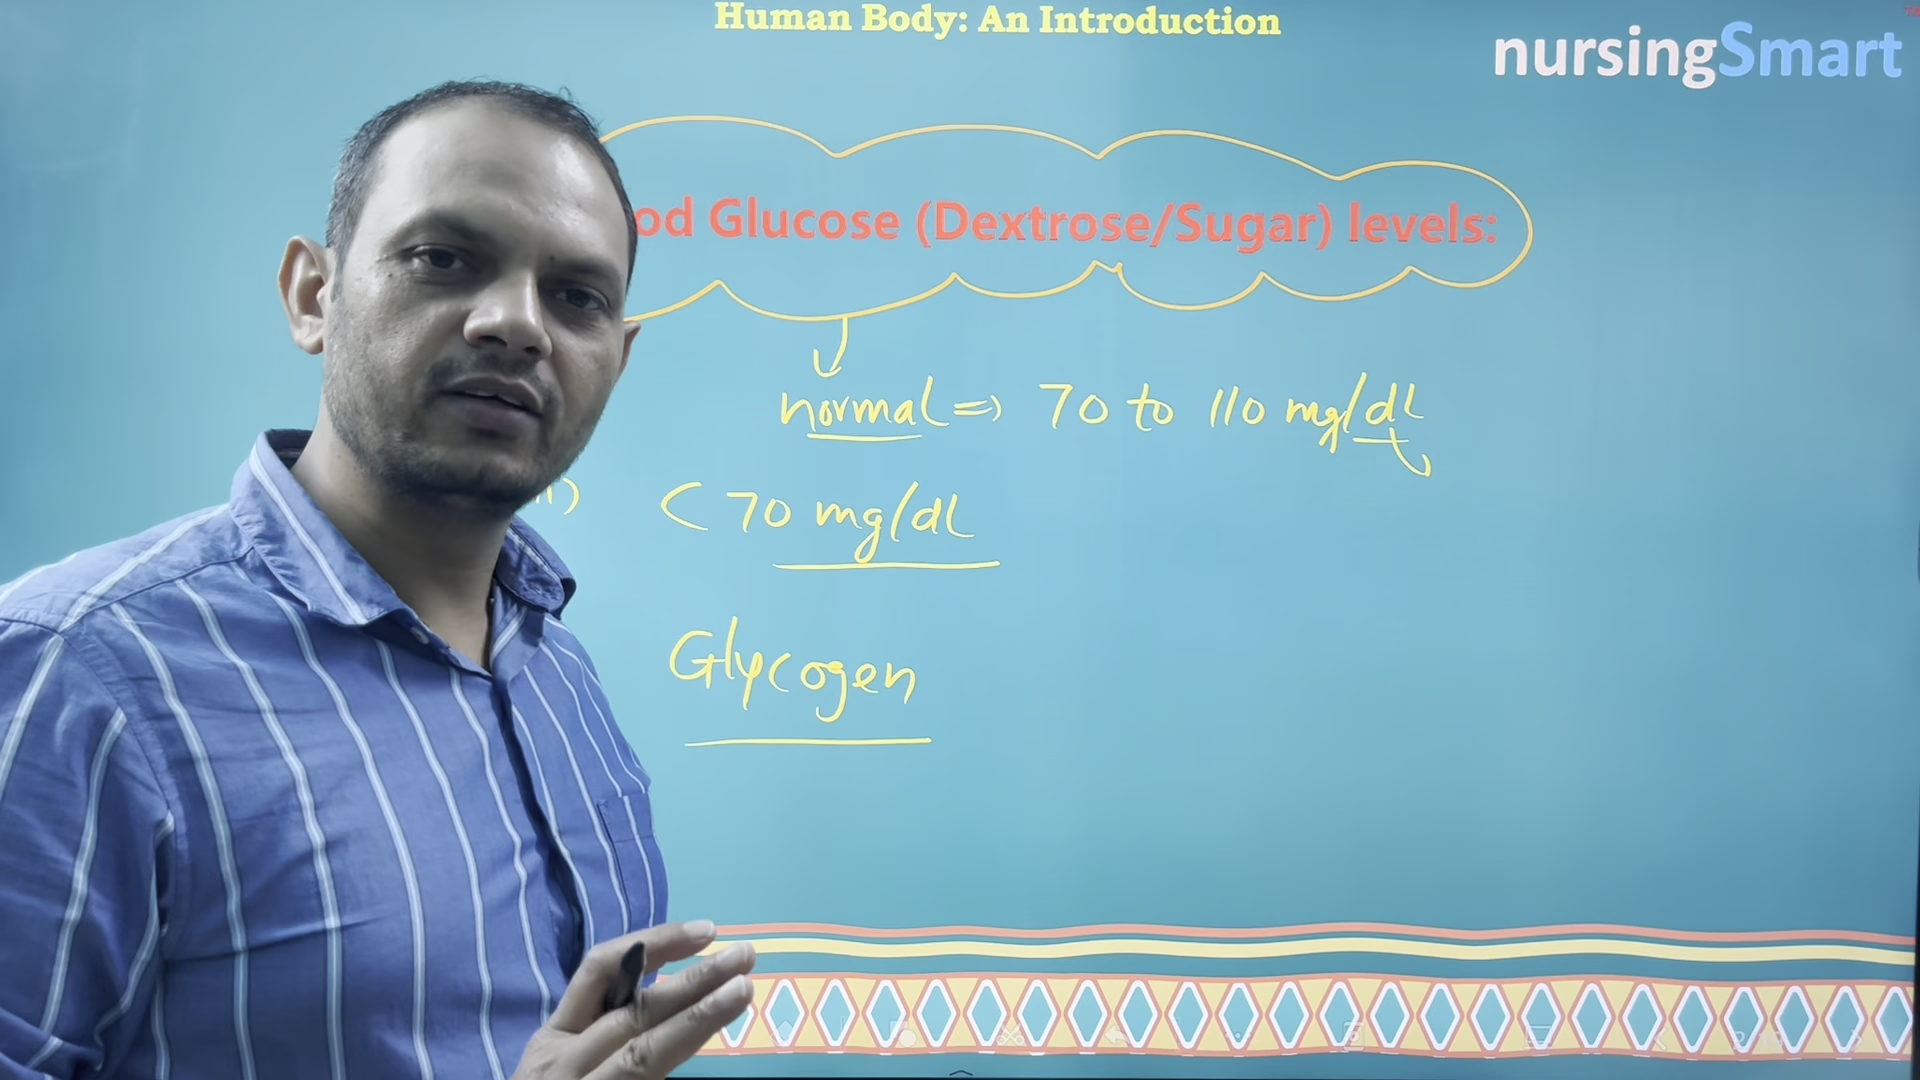 Human Body: An Introduction
nursingSmart
od Glucose (Dextrose/Sugar) levels:
normal => 70 to 110 mg/dl
< 70 mg/dl
Glycogen